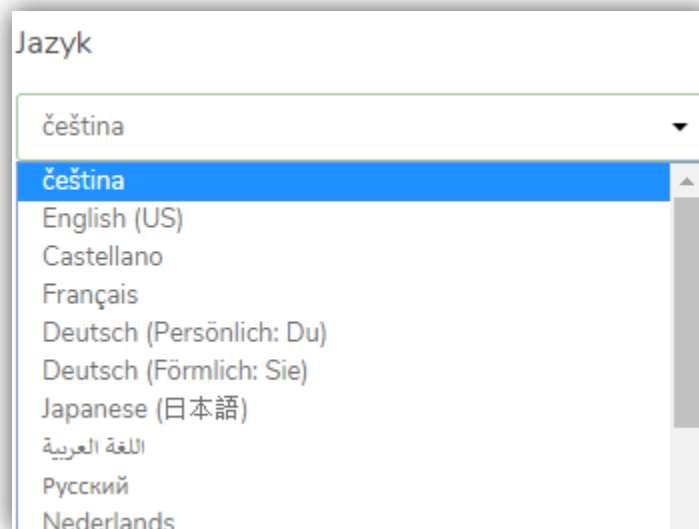 Jazyk
čeština
čeština
English (US)
Castellano
Français
Deutsch (Persönlich: Du)
Deutsch (Förmlich: Sie)
Japanese (日本語)
اللغة العربية
Русский
Nederlands